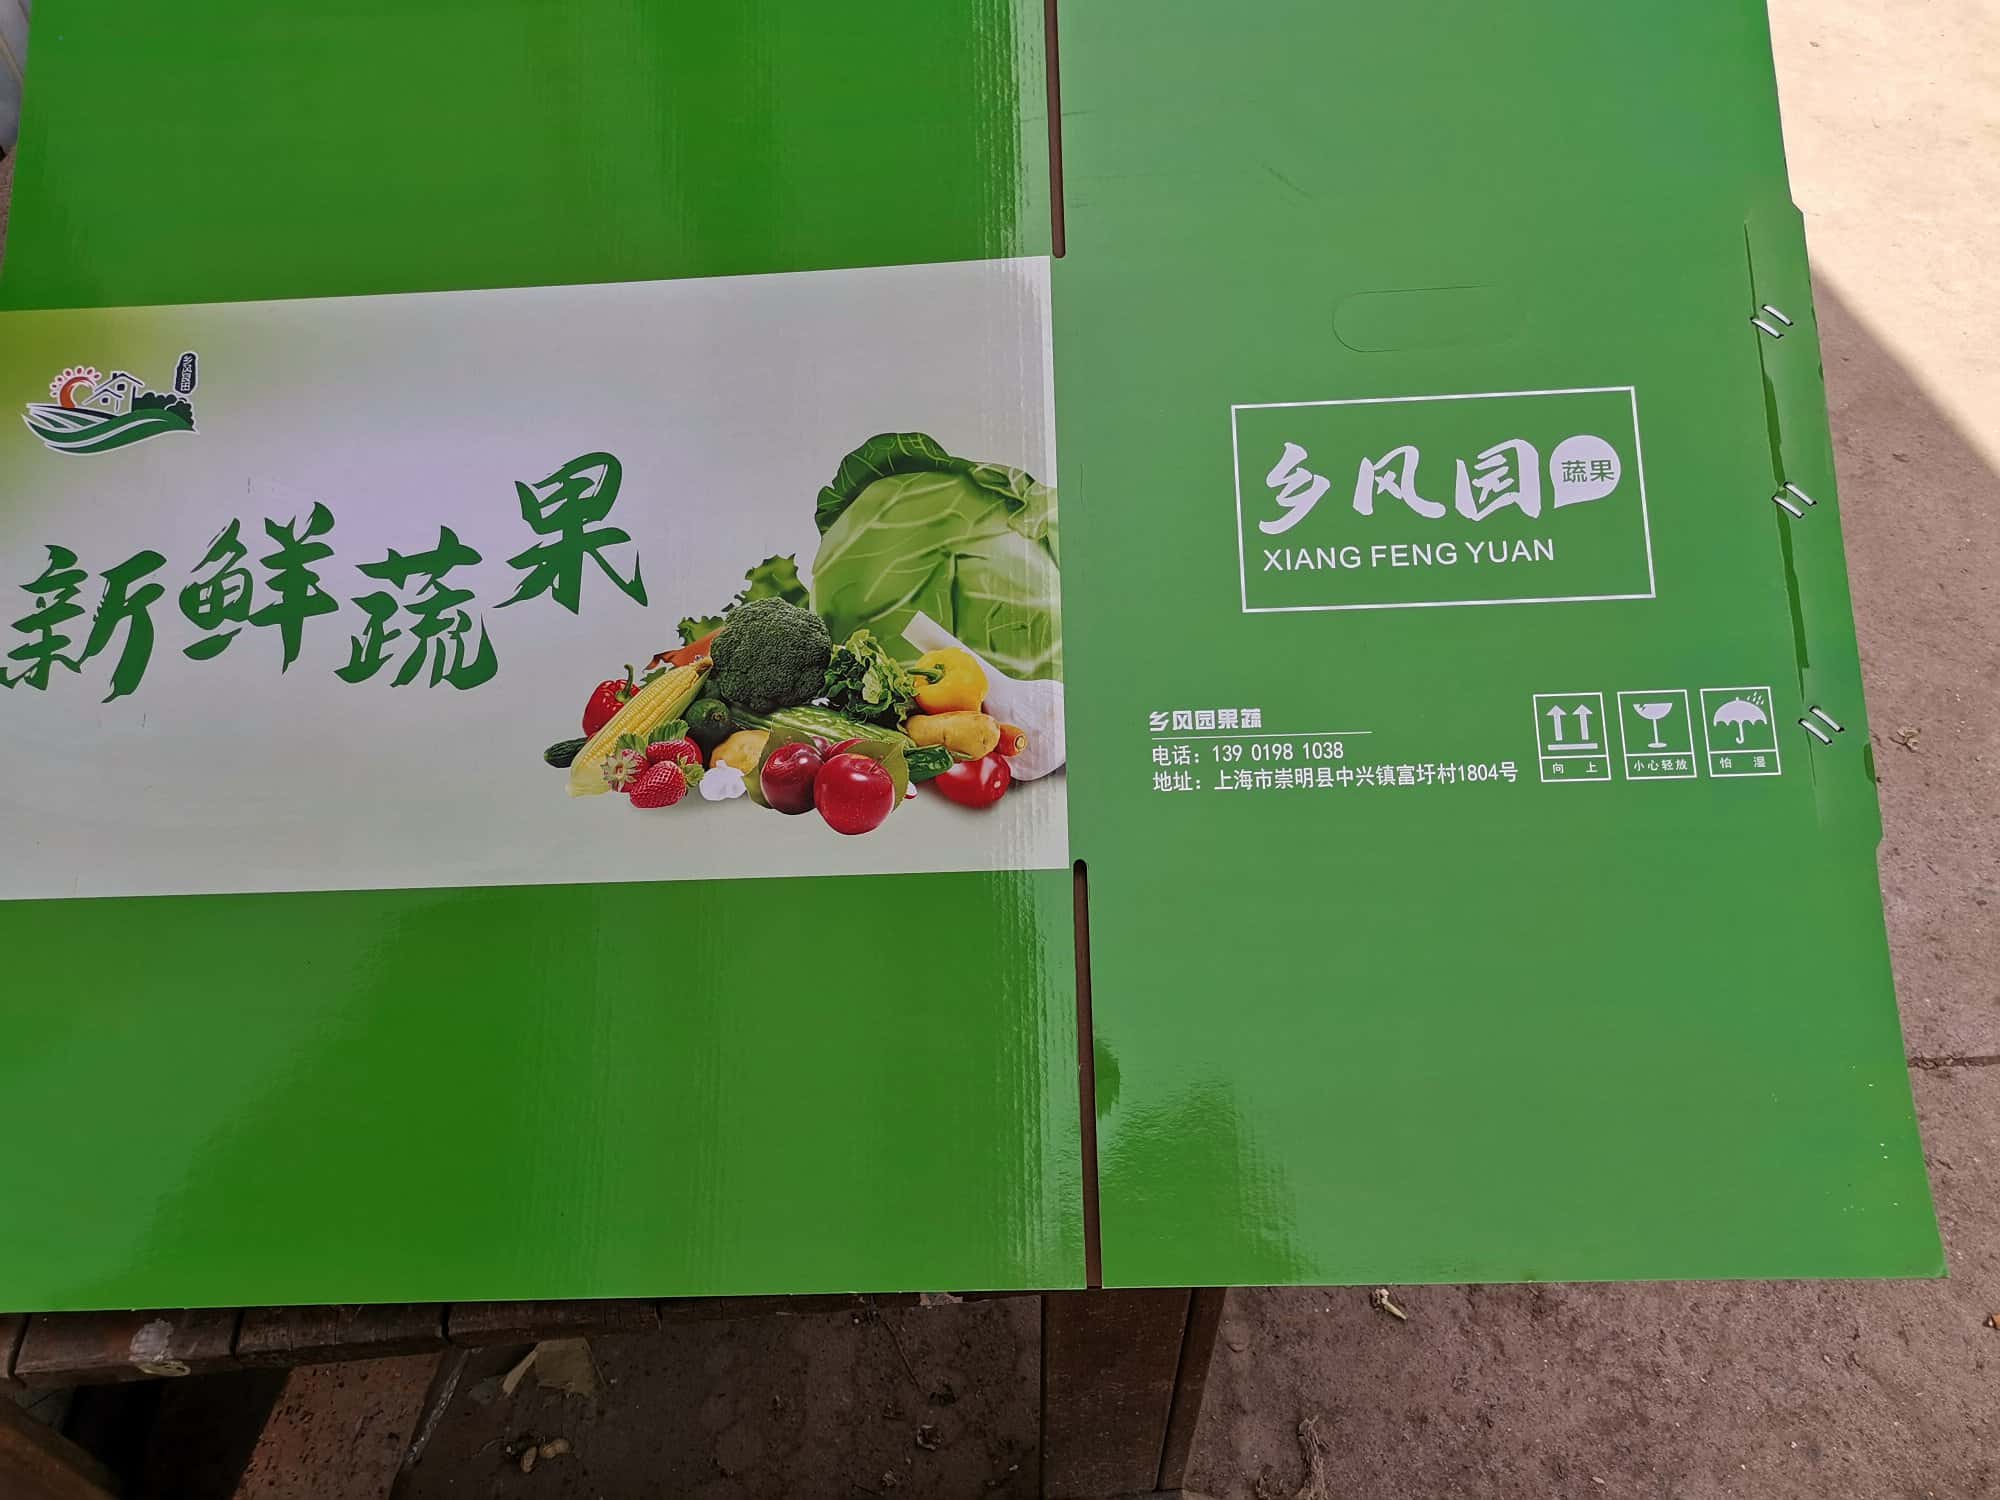 新鲜蔬果
乡风园
蔬果
XIANG FENG YUAN
乡风园果蔬
电话：139 0198 1038
地址：上海市崇明县中兴镇富圩村1804号
向 上
小心轻放
怕 湿